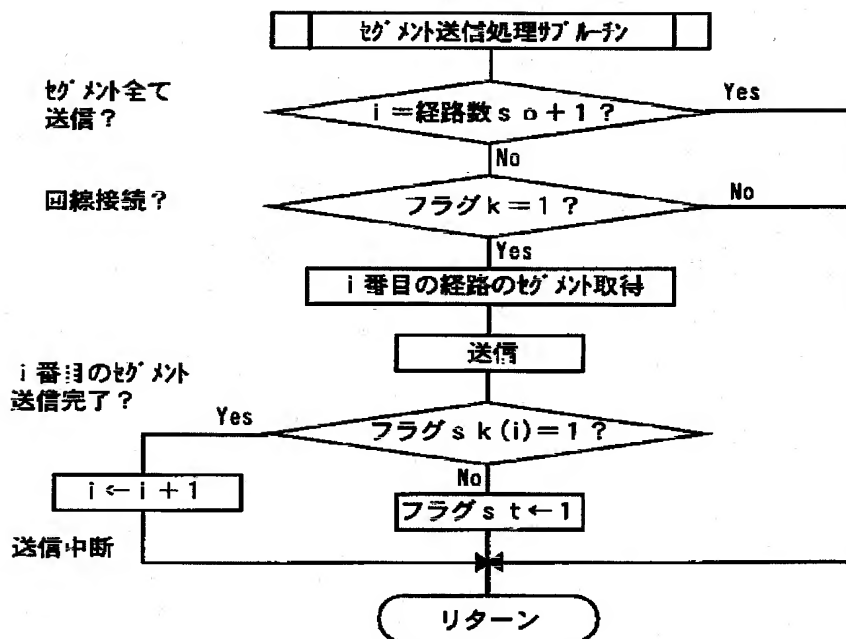 ｾｸﾞﾒﾝﾄ送信処理ｻﾌﾞﾙｰﾁﾝ
ｾｸﾞﾒﾝﾄ全て
送信？
ｉ＝経路数ｓｏ＋１？
Yes
No
回線接続？
フラグｋ＝１？
No
Yes
ｉ番目の経路のｾｸﾞﾒﾝﾄ取得
送信
ｉ番目のｾｸﾞﾒﾝﾄ
送信完了？
Yes
フラグｓｋ(i)＝１？
No
ｉ←ｉ＋１
フラグｓｔ←１
送信中断
リターン